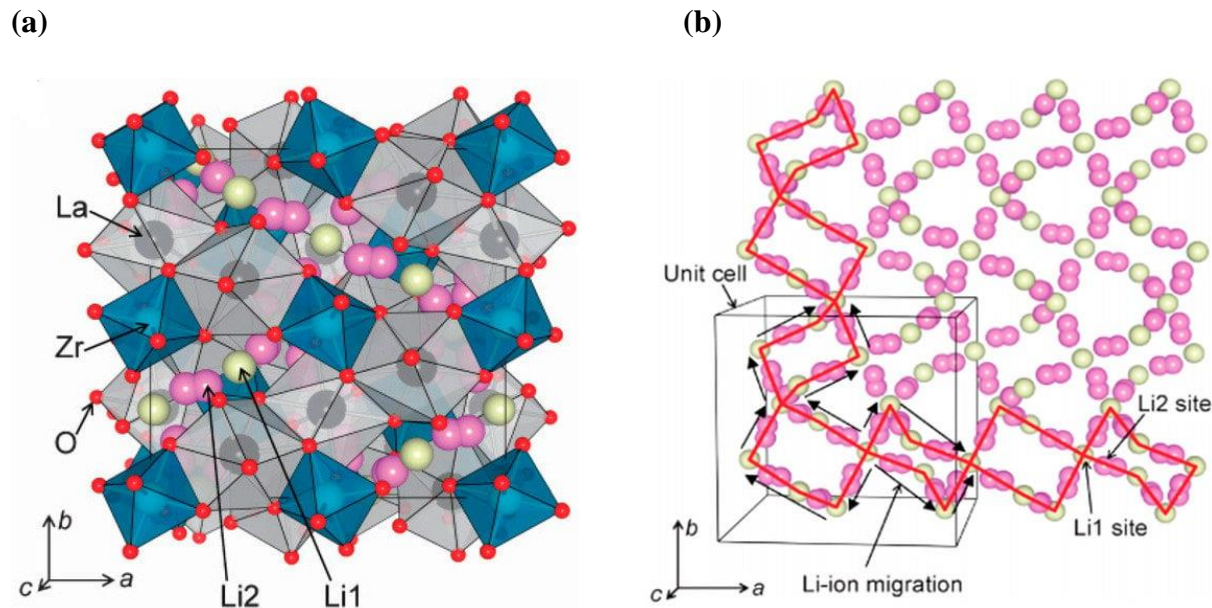 (a)
(b)
La
Zr
O
b
c
a
Li2
Li1
Unit cell
Li2 site
Li1 site
Li-ion migration
b
c
a